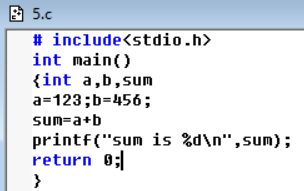 5.c
# include<stdio.h>
int main()
{int a,b,sum
a=123;b=456;
sum=a+b
printf("sum is %d\n",sum);
return 0;
}